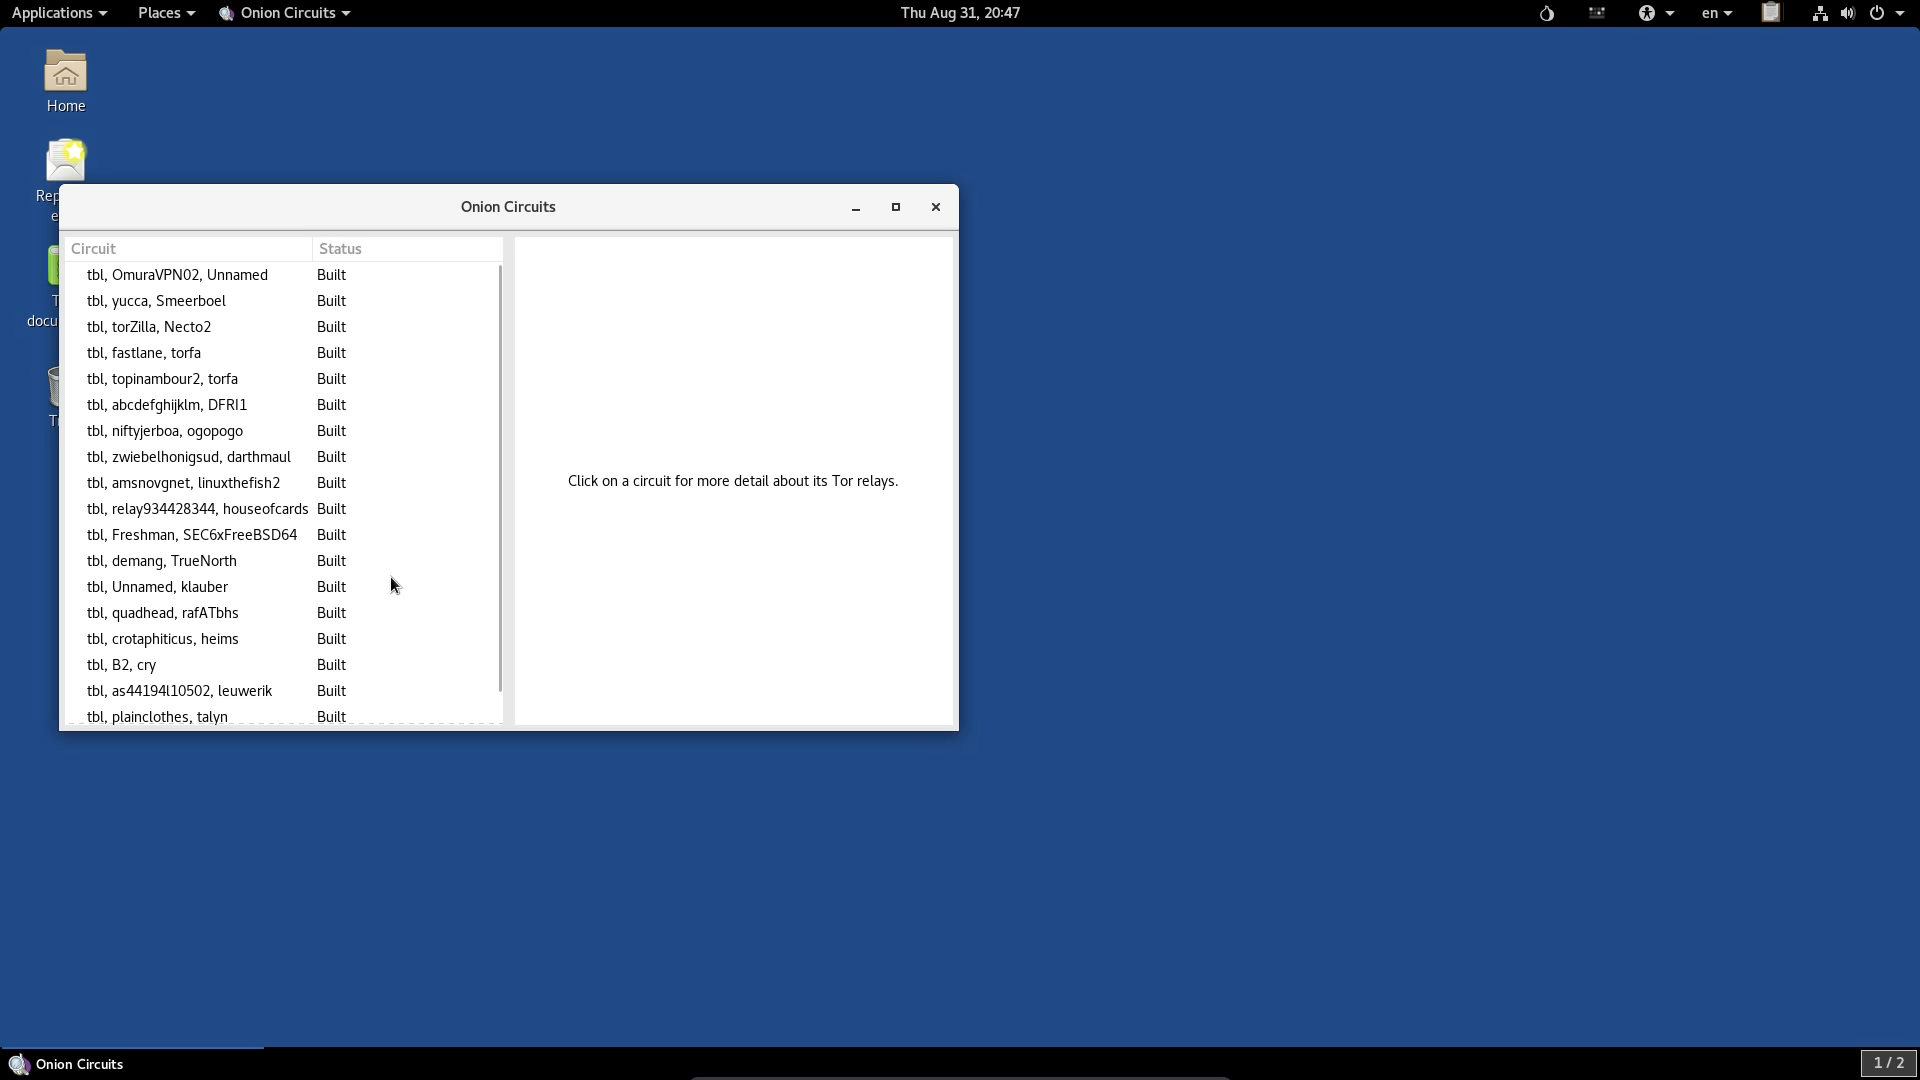 Applications
Places
Onion Circuits
Thu Aug 31, 20:47
en
Home
Rep
e
T
docu
Tr
Onion Circuits
Circuit Status
tbl, OmuraVPN02, Unnamed Built
tbl, yucca, Smeerboel Built
tbl, torZilla, Necto2 Built
tbl, fastlane, torfa Built
tbl, topinambour2, torfa Built
tbl, abcdefghijklm, DFRI1 Built
tbl, niftyjerboa, ogopogo Built
tbl, zwiebelhonigsud, darthmaul Built
tbl, amsnovgnet, linuxthefish2 Built
tbl, relay934428344, houseofcards Built
tbl, Freshman, SEC6xFreeBSD64 Built
tbl, demang, TrueNorth Built
tbl, Unnamed, klauber Built
tbl, quadhead, rafATbhs Built
tbl, crotaphiticus, heims Built
tbl, B2, cry Built
tbl, as44194l10502, leuwerik Built
tbl, plainclothes, talyn Built
Click on a circuit for more detail about its Tor relays.
Onion Circuits
1 / 2